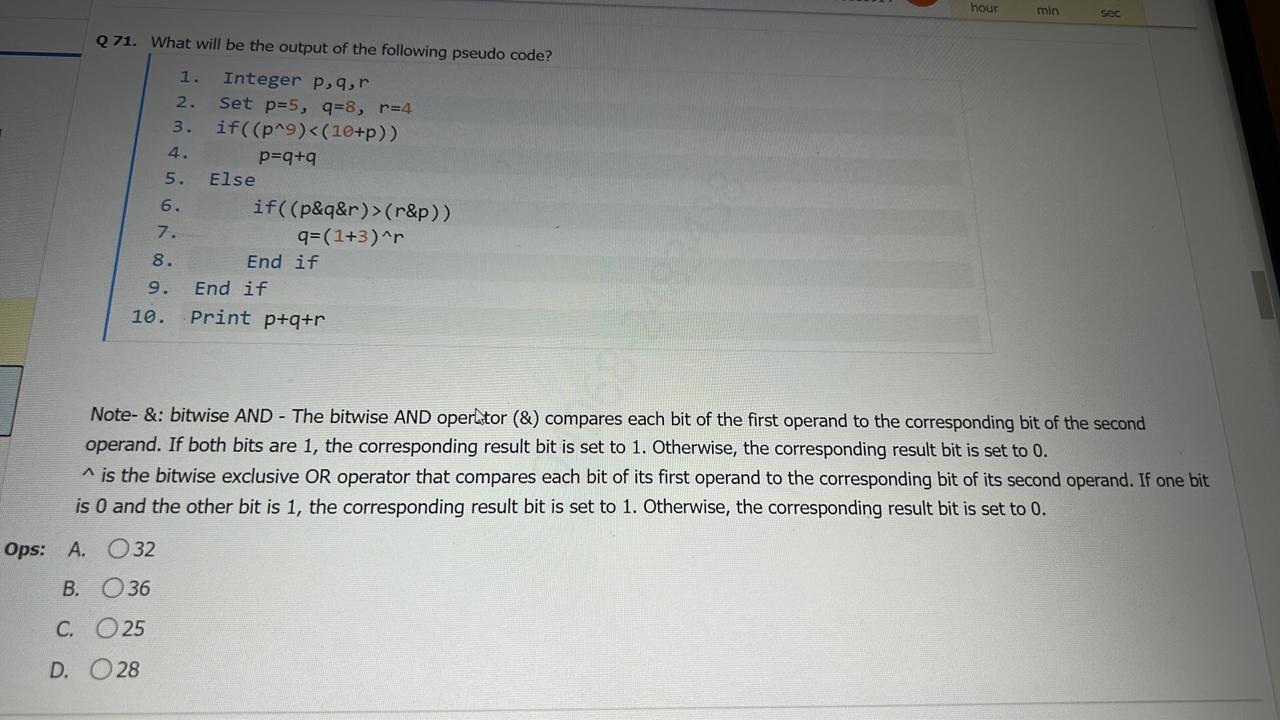 hour min sec
Q 71. What will be the output of the following pseudo code?
1. Integer p,q,r
2. Set p=5, q=8, r=4
3. if((p^9)<(10+p))
4. p=q+q
5. Else
6. if((p&q&r)>(r&p))
7. q=(1+3)^r
8. End if
9. End if
10. Print p+q+r
Note- &: bitwise AND - The bitwise AND operator (&) compares each bit of the first operand to the corresponding bit of the second
operand. If both bits are 1, the corresponding result bit is set to 1. Otherwise, the corresponding result bit is set to 0.
^ is the bitwise exclusive OR operator that compares each bit of its first operand to the corresponding bit of its second operand. If one bit
is 0 and the other bit is 1, the corresponding result bit is set to 1. Otherwise, the corresponding result bit is set to 0.
Ops: A. 32
B. 36
C. 25
D. 28